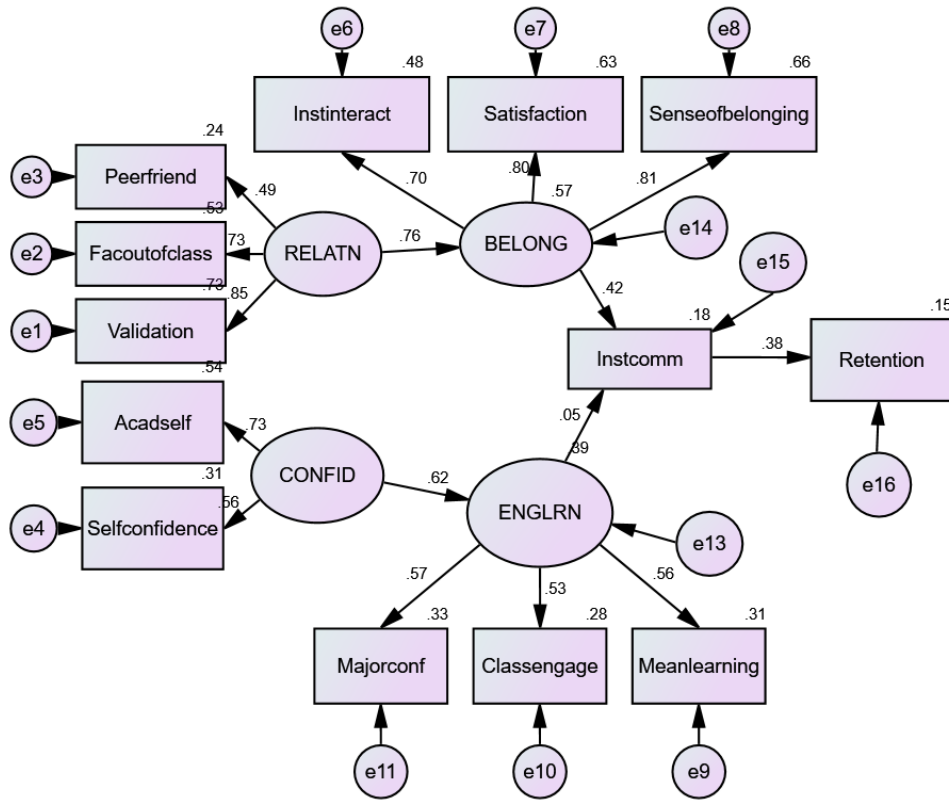 e6
e7
e8
.48
.63
.66
Instinteract
Satisfaction
Senseofbelonging
.24
e3
Peerfriend
.49
.70
.80
.57
.81
.53
e2
Facoutofclass
.73
RELATN
.76
BELONG
e14
e15
.73
.85
.42
e1
Validation
.18
.15
Instcomm
.38
Retention
.54
e5
Acadself
.73
.05
.39
.31
CONFID
.62
e16
.56
e4
Selfconfidence
ENGLRN
e13
.57
.53
.56
.33
.28
.31
Majorconf
Classengage
Meanlearning
e11
e10
e9